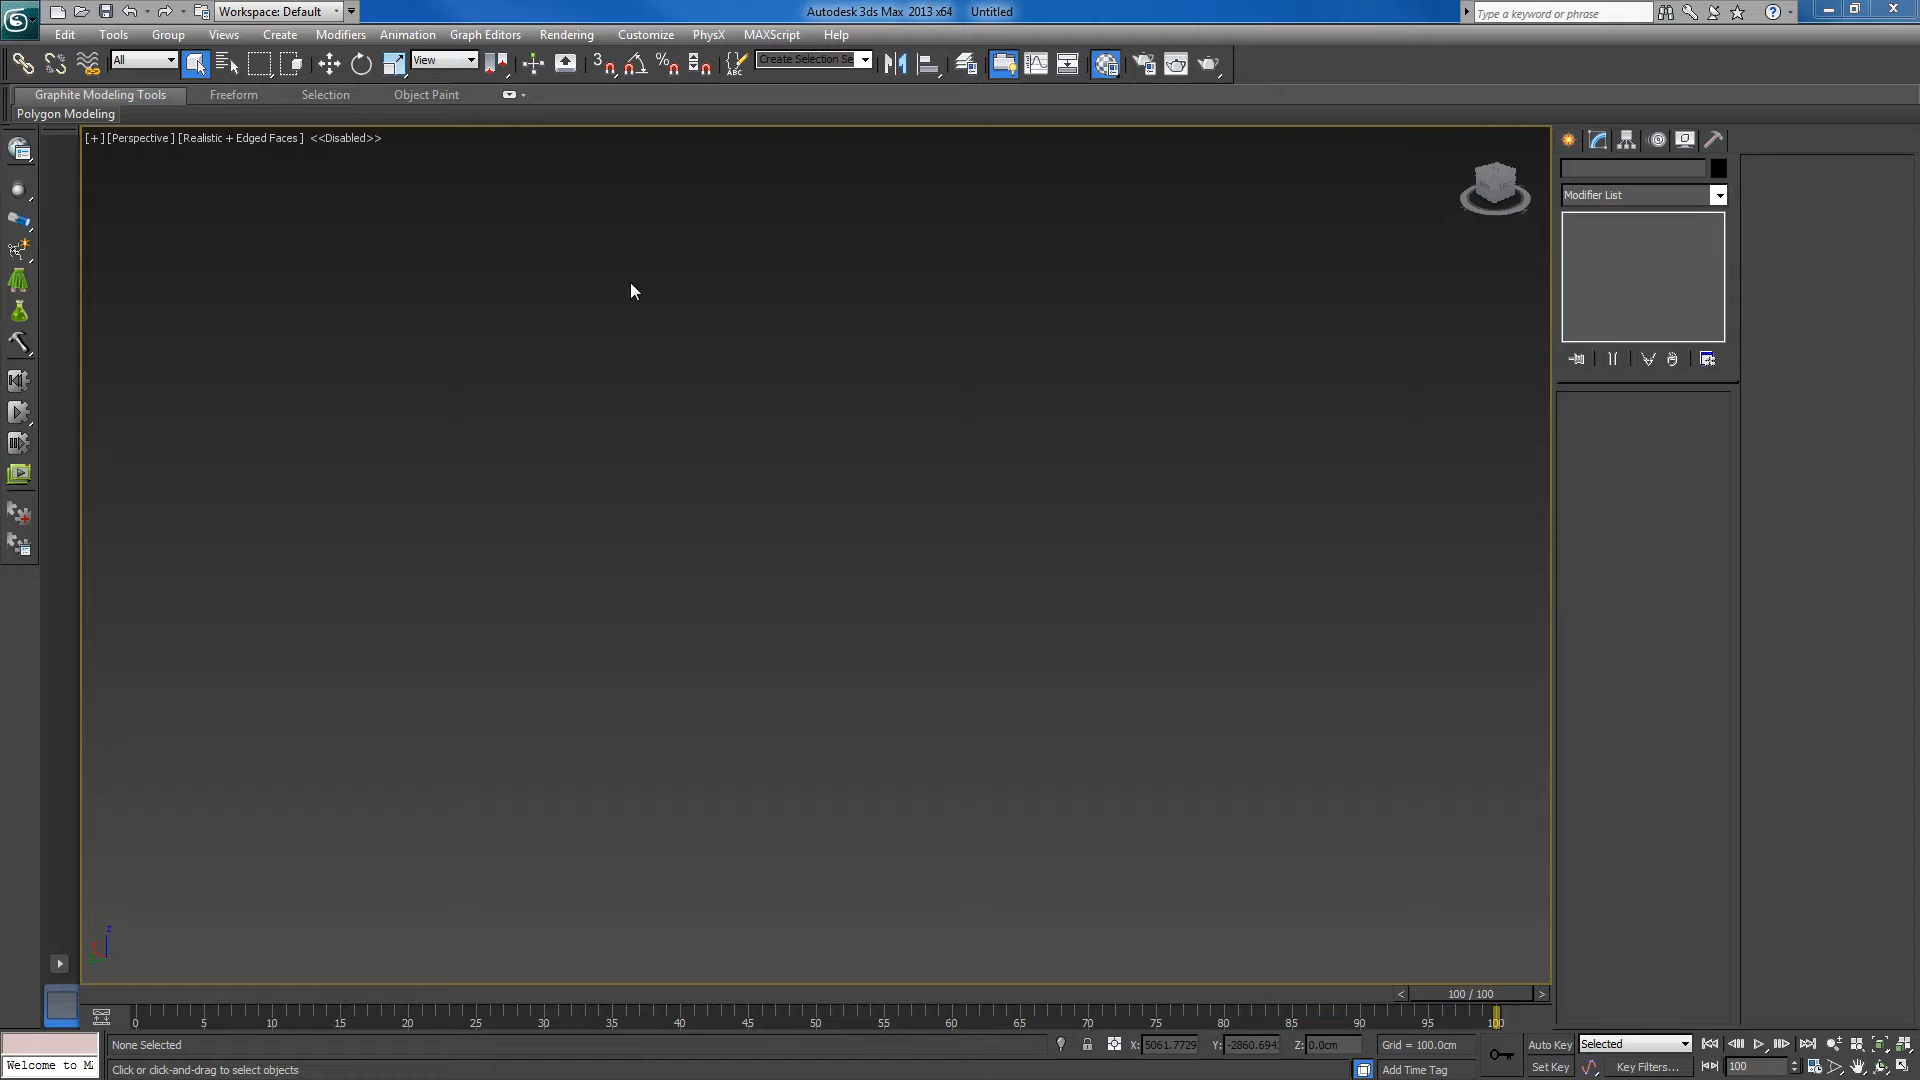 Workspace: Default
Autodesk 3ds Max 2013 x64 Untitled
Type a keyword or phrase
Edit Tools Group Views Create Modifiers Animation Graph Editors Rendering Customize PhysX MAXScript Help
All
View
3
ABC
Create Selection Se
Graphite Modeling Tools Freeform Selection Object Paint
Polygon Modeling
[+] [Perspective] [Realistic + Edged Faces] <<Disabled>>
Modifier List
z
< 100 / 100 >
0 5 10 15 20 25 30 35 40 45 50 55 60 65 70 75 80 85 90 95 100
None Selected
X: 5061.7729 Y: -2860.694 Z: 0.0cm
Grid = 100.0cm
Auto Key
Selected
Welcome to M
Click or click-and-drag to select objects
Add Time Tag
Set Key
Key Filters...
100